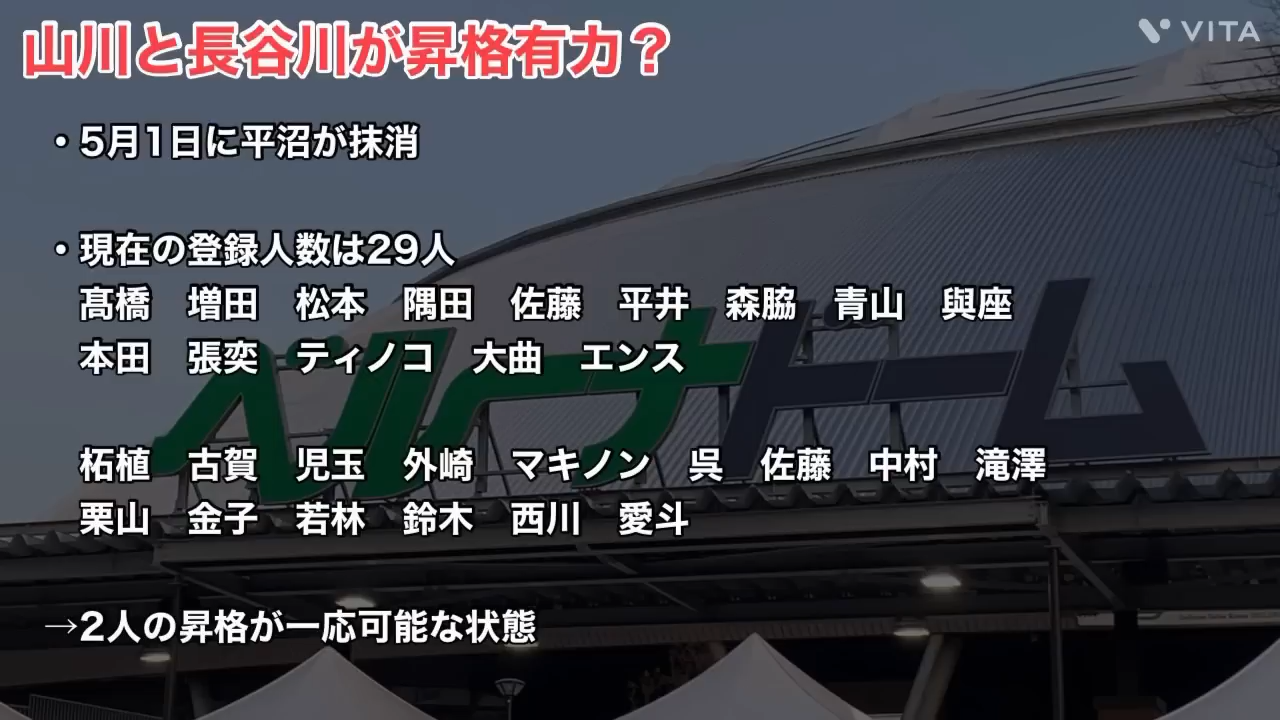 山川と長谷川が昇格有力？
VITA
・5月1日に平沼が抹消
・現在の登録人数は29人
髙橋 増田 松本 隅田 佐藤 平井 森脇 青山 與座
本田 張奕 ティノコ 大曲 エンス
柘植 古賀 児玉 外崎 マキノン 呉 佐藤 中村 滝澤
栗山 金子 若林 鈴木 西川 愛斗
→2人の昇格が一応可能な状態
ベルーナドーム